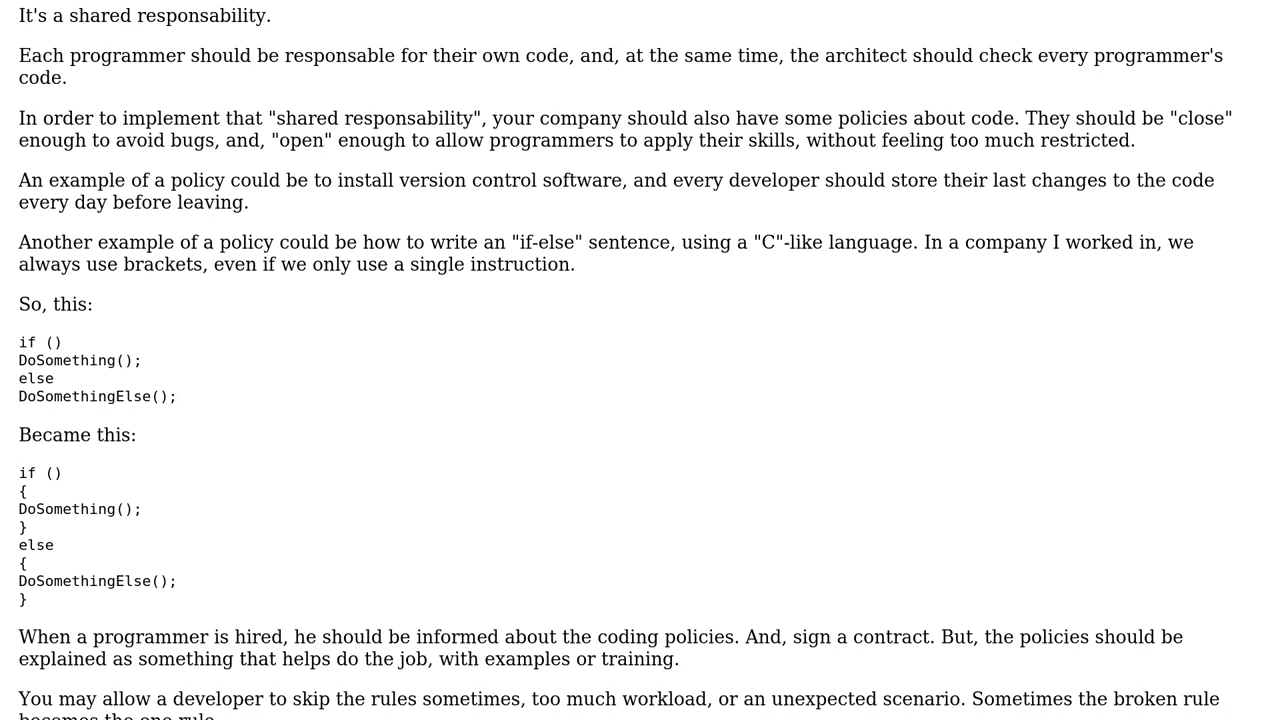 It's a shared responsability.
Each programmer should be responsable for their own code, and, at the same time, the architect should check every programmer's
code.
In order to implement that "shared responsability", your company should also have some policies about code. They should be "close"
enough to avoid bugs, and, "open" enough to allow programmers to apply their skills, without feeling too much restricted.
An example of a policy could be to install version control software, and every developer should store their last changes to the code
every day before leaving.
Another example of a policy could be how to write an "if-else" sentence, using a "C"-like language. In a company I worked in, we
always use brackets, even if we only use a single instruction.
So, this:
if ()
DoSomething();
else
DoSomethingElse();
Became this:
if ()
{
DoSomething();
}
else
{
DoSomethingElse();
}
When a programmer is hired, he should be informed about the coding policies. And, sign a contract. But, the policies should be
explained as something that helps do the job, with examples or training.
You may allow a developer to skip the rules sometimes, too much workload, or an unexpected scenario. Sometimes the broken rule
becomes the one rule.